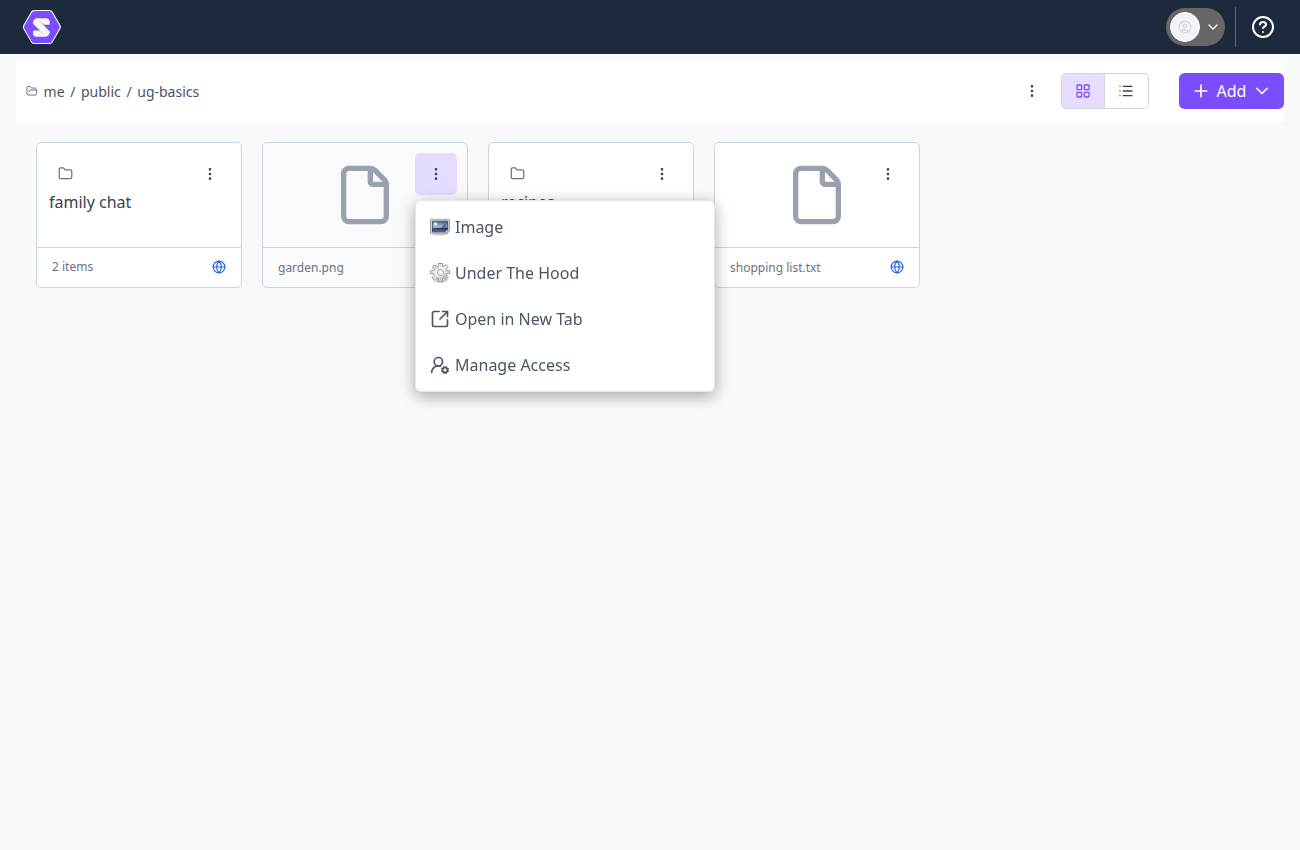 me / public / ug-basics
Add
family chat
2 items
garden.png
recipes
shopping list.txt
Image
Under The Hood
Open in New Tab
Manage Access